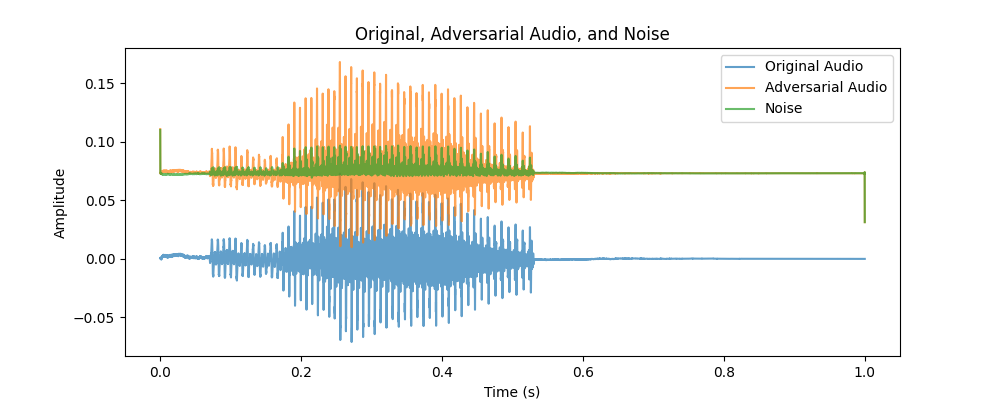 Original, Adversarial Audio, and Noise
Original Audio
Adversarial Audio
Noise
Amplitude
0.15
0.10
0.05
0.00
−0.05
0.0 0.2 0.4 0.6 0.8 1.0
Time (s)